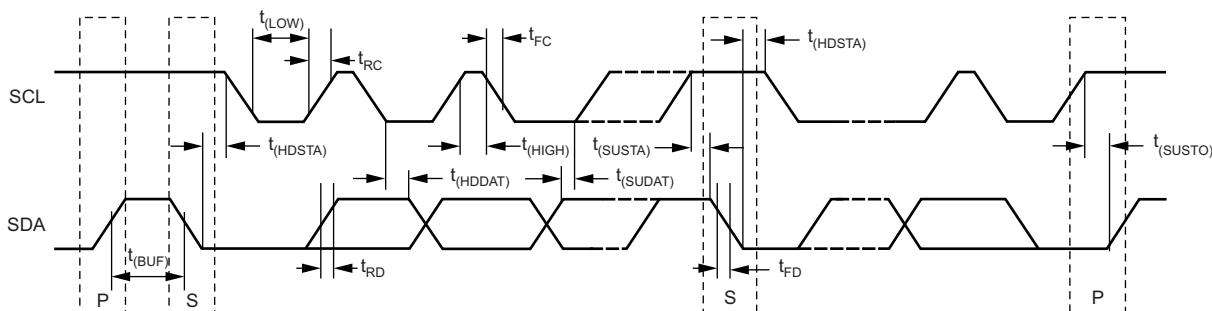 t(LOW)
tRC
tFC
t(HDSTA)
SCL
t(HDSTA)
t(HIGH)
t(SUSTA)
t(SUSTO)
t(HDDAT)
t(SUDAT)
SDA
t(BUF)
tRD
tFD
P
S
S
P